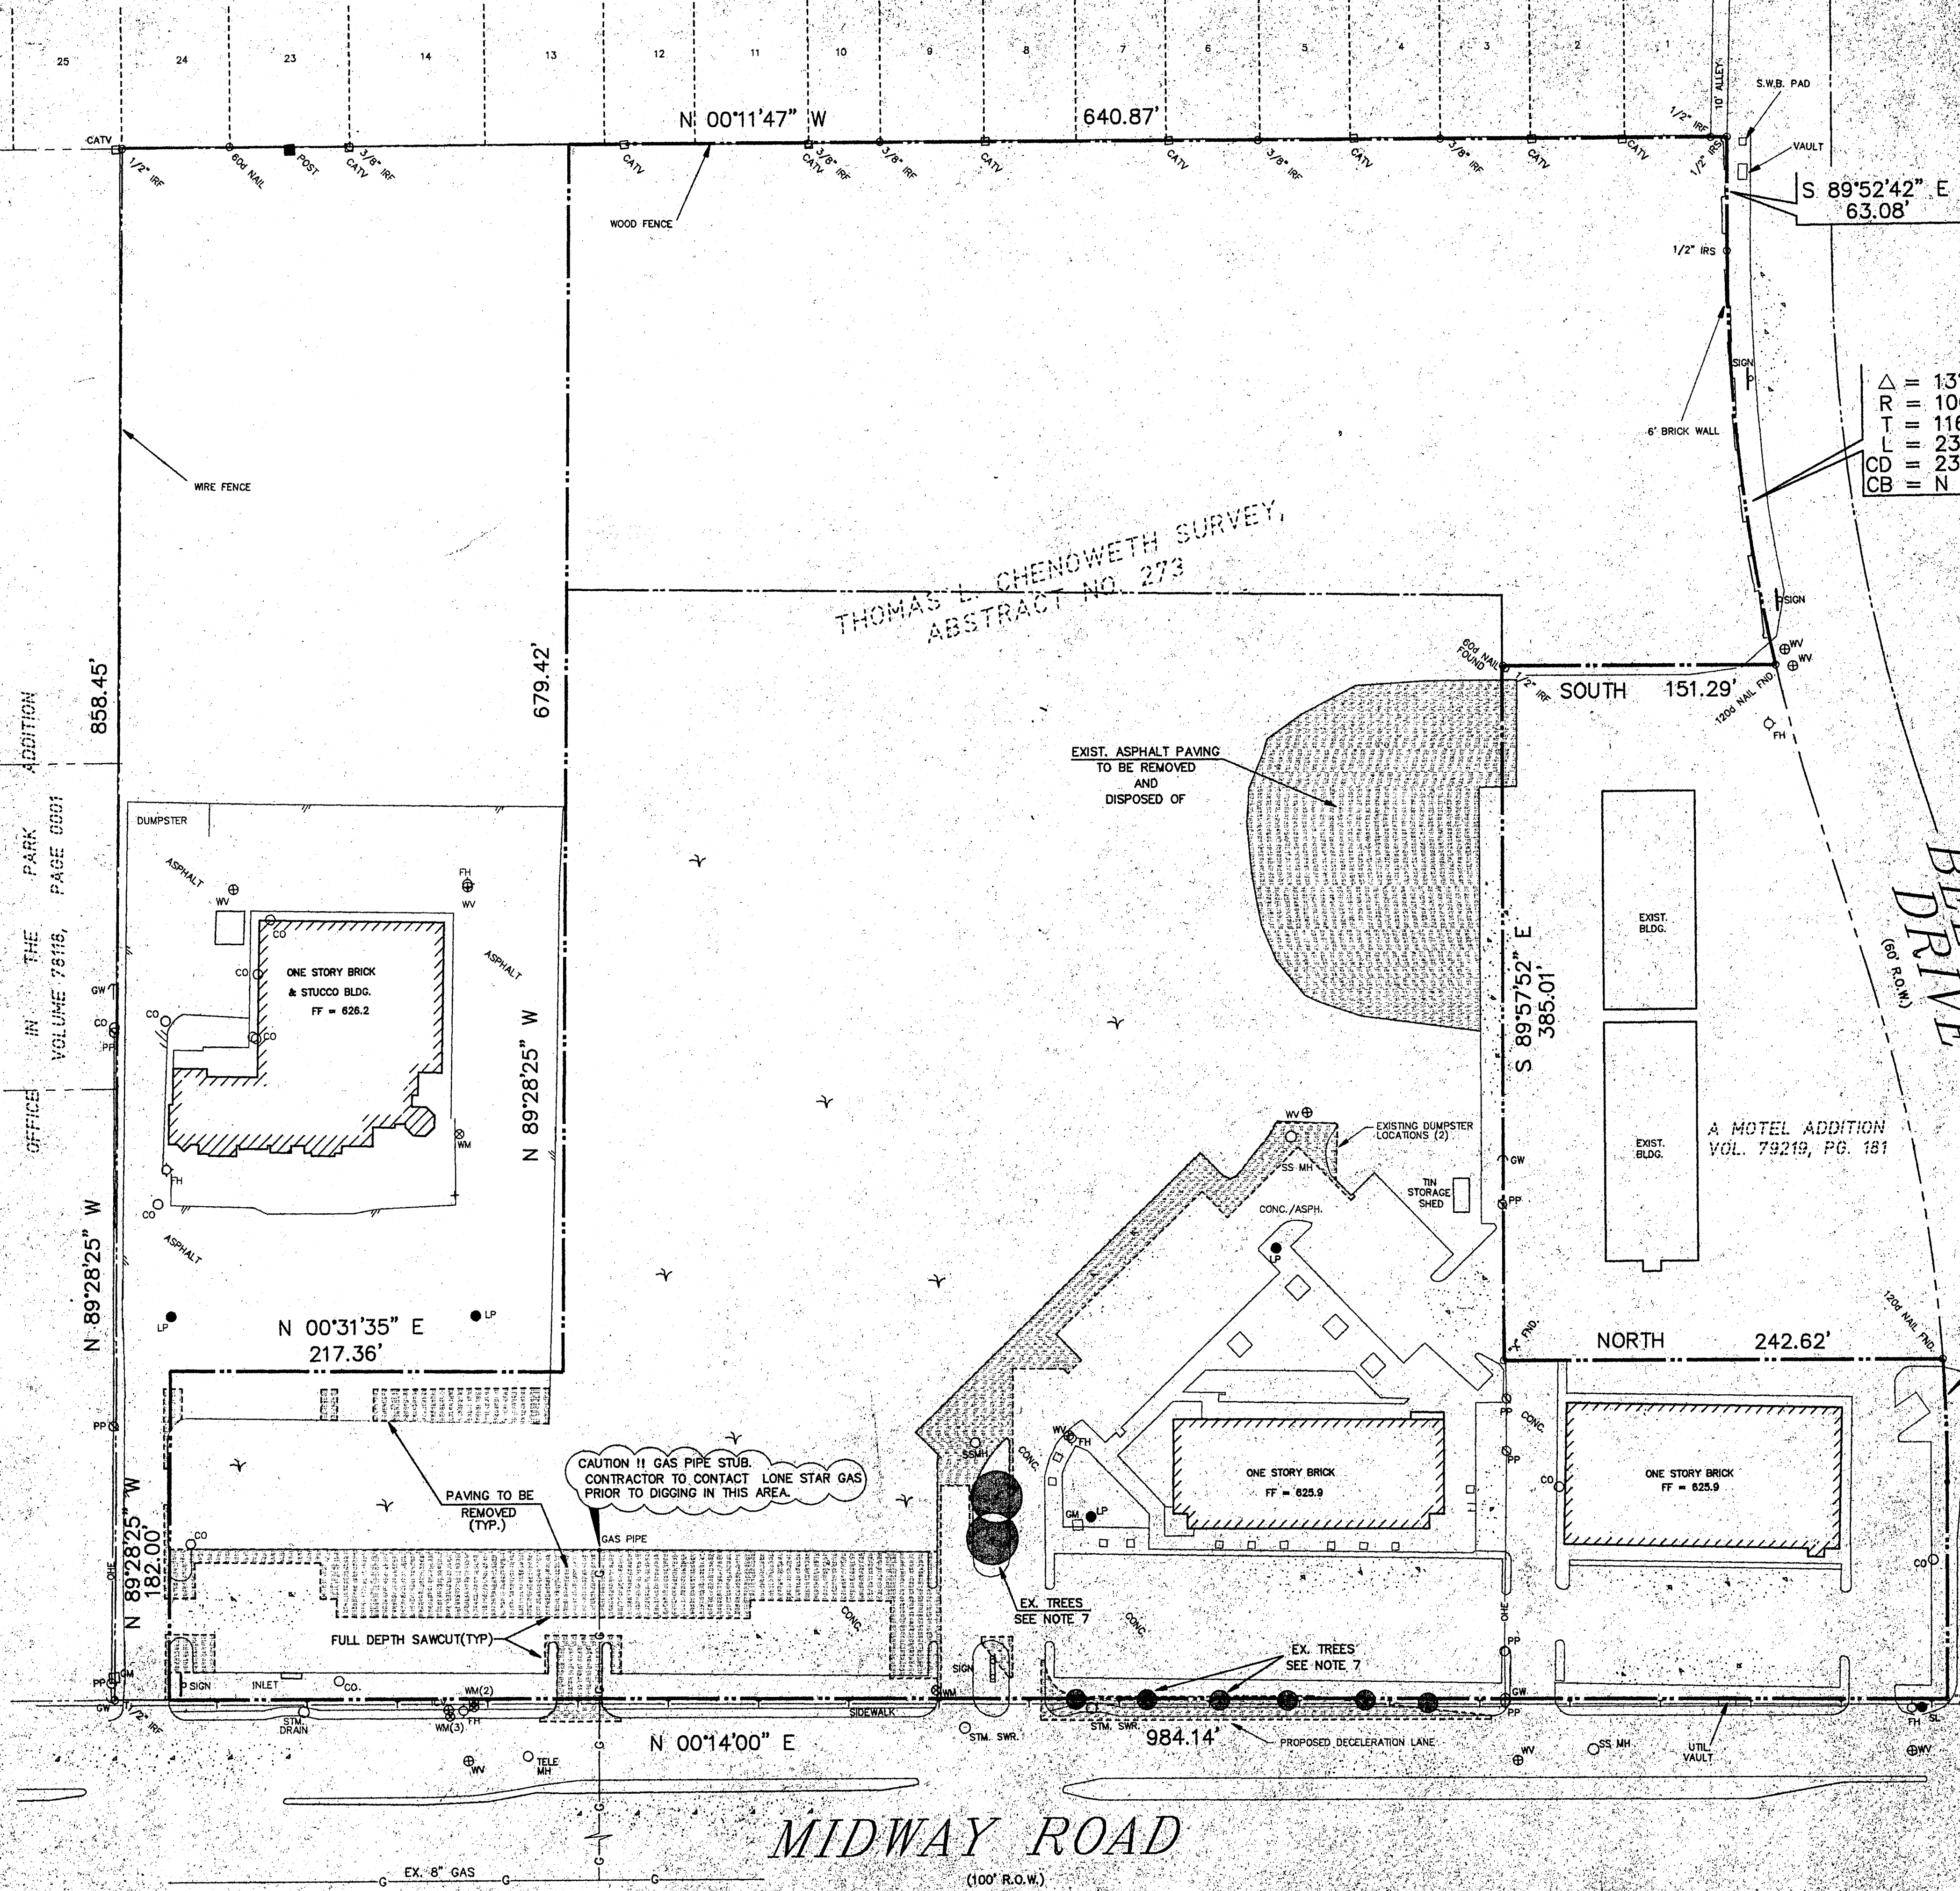 25
24
23
14
13
12
11
10
9
8
7
6
5
4
3
2
1
10' ALLEY
S.W.B. PAD
VAULT
N 00°11'47" W
640.87'
CATV
1/2" IRF
60d NAIL
POST
CATV
3/8" IRF
CATV
CATV
3/8" IRF
3/8" IRF
CATV
CATV
3/8" IRF
CATV
3/8" IRF
CATV
CATV
1/2" IRF
1/2" IRS
S 89°52'42" E
63.08'
WOOD FENCE
1/2" IRS
SIGN
6' BRICK WALL
△ = 13°
R = 10
T = 116
L = 23
CD = 23
CB = N
WIRE FENCE
THOMAS L. CHENOWETH SURVEY,
ABSTRACT NO. 273
SIGN
WV
WV
60d NAIL
FOUND
1/2" IRF
SOUTH 151.29'
120d NAIL FND.
FH
858.45'
679.42'
OFFICE IN THE PARK ADDITION
VOLUME 78118, PAGE 0001
EXIST. ASPHALT PAVING
TO BE REMOVED
AND
DISPOSED OF
DUMPSTER
ASPHALT
WV
FH
WV
CO
CO
ONE STORY BRICK
& STUCCO BLDG.
FF = 626.2
ASPHALT
GW
CO
PP
CO
CO
WM
FH
CO
ASPHALT
N 89°28'25" W
N 89°28'25" W
S 89°57'52" E
385.01'
EXIST.
BLDG.
EXIST.
BLDG.
DRIVE
(60' R.O.W.)
A MOTEL ADDITION
VOL. 79219, PG. 181
WV
EXISTING DUMPSTER
LOCATIONS (2)
SS MH
GW
TIN
STORAGE
SHED
PP
CONC./ASPH.
LP
LP
LP
N 00°31'35" E
217.36'
"X" FND.
NORTH 242.62'
120d NAIL FND.
PP
PP
CONC.
PP
CAUTION !! GAS PIPE STUB.
CONTRACTOR TO CONTACT LONE STAR GAS
PRIOR TO DIGGING IN THIS AREA.
PAVING TO BE
REMOVED
(TYP.)
SSMH
CONC.
WV
FH
ONE STORY BRICK
FF = 625.9
CO
ONE STORY BRICK
FF = 625.9
GM
LP
GAS PIPE
CO
CO
OHE
N 89°28'25" W
182.00'
EX. TREES
SEE NOTE 7
CONC.
CONC.
OHE
FULL DEPTH SAWCUT(TYP)
PP
EX. TREES
SEE NOTE 7
SIGN
GM
PP
SIGN
INLET
CO.
WM(2)
WM
GW
GW
1/2" IRF
STM.
DRAIN
WM(3)
FH
SIDEWALK
STM. SWR.
STM. SWR.
PP
FH
SL
N 00°14'00" E
984.14'
PROPOSED DECELERATION LANE
WV
SS MH
UTIL.
VAULT
WV
WV
TELE
MH
MIDWAY ROAD
(100' R.O.W.)
G
G
G
G
G
EX. 8" GAS
G
G
G